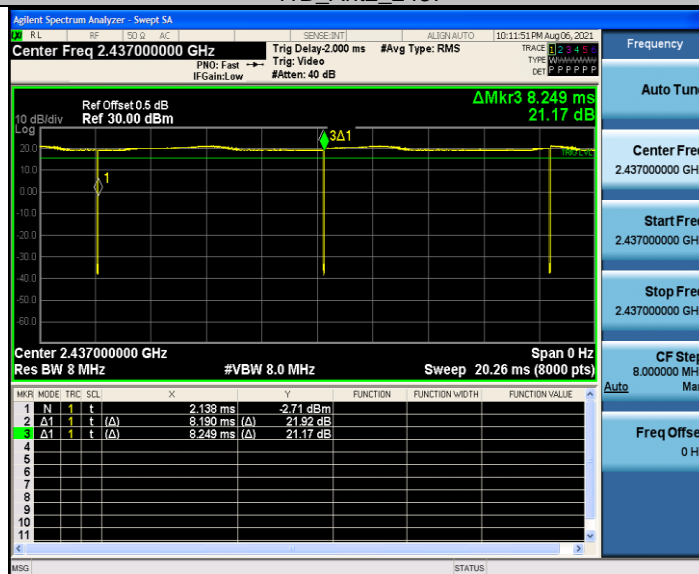 Agilent Spectrum Analyzer - Swept SA
RL RF 50 Ω AC SENSE:INT ALIGN AUTO 10:11:51 PM Aug 06, 2021
Center Freq 2.437000000 GHz
Trig Delay-2.000 ms #Avg Type: RMS
TRACE 1 2 3 4 5 6
PNO: Fast Trig: Video
TYPE W
IFGain:Low #Atten: 40 dB
DET P P P P P P
Frequency
Auto Tun
ΔMkr3 8.249 ms
Ref Offset 0.5 dB
10 dB/div Ref 30.00 dBm 21.17 dB
Log
3Δ1
20.0
10.0
0.00
-10.0
-20.0
-30.0
-40.0
-50.0
-60.0
1
TRIG LVL
Center Fre
2.437000000 GH
Start Fre
2.437000000 GH
Stop Fre
2.437000000 GH
Center 2.437000000 GHz Span 0 Hz
Res BW 8 MHz #VBW 8.0 MHz Sweep 20.26 ms (8000 pts)
CF Step
8.000000 MH
Auto Ma
MKR MODE TRC SCL X Y FUNCTION FUNCTION WIDTH FUNCTION VALUE
1 N 1 t 2.138 ms -2.71 dBm
2 Δ1 1 t (Δ) 8.190 ms (Δ) 21.92 dB
3 Δ1 1 t (Δ) 8.249 ms (Δ) 21.17 dB
4
5
6
7
8
9
10
11
Freq Offse
0 H
MSG STATUS